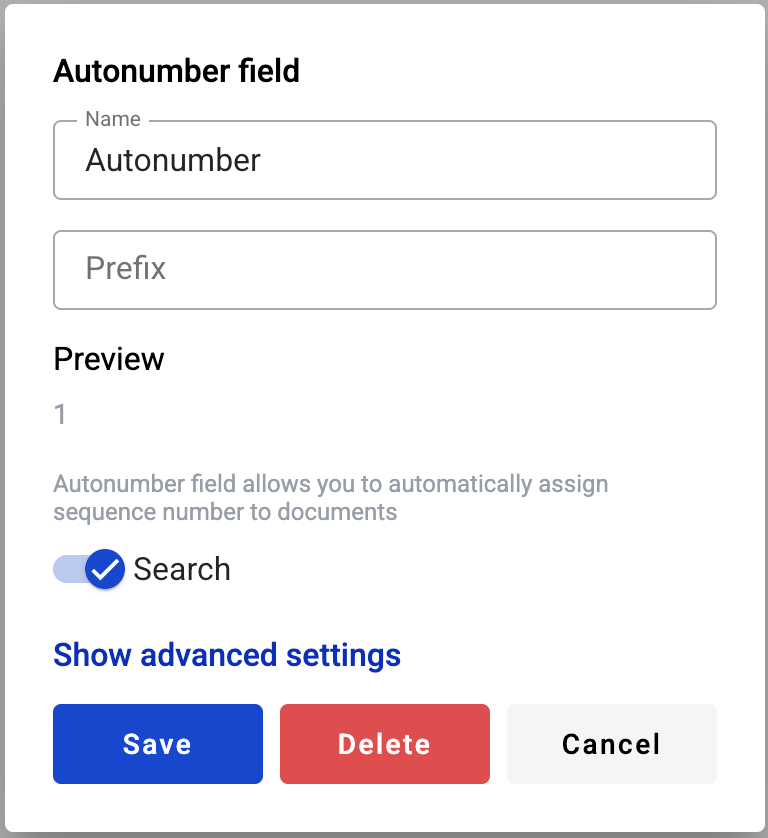 Autonumber field
Name
Autonumber
Prefix
Preview
1
Autonumber field allows you to automatically assign
sequence number to documents
Search
Show advanced settings
Save Delete Cancel